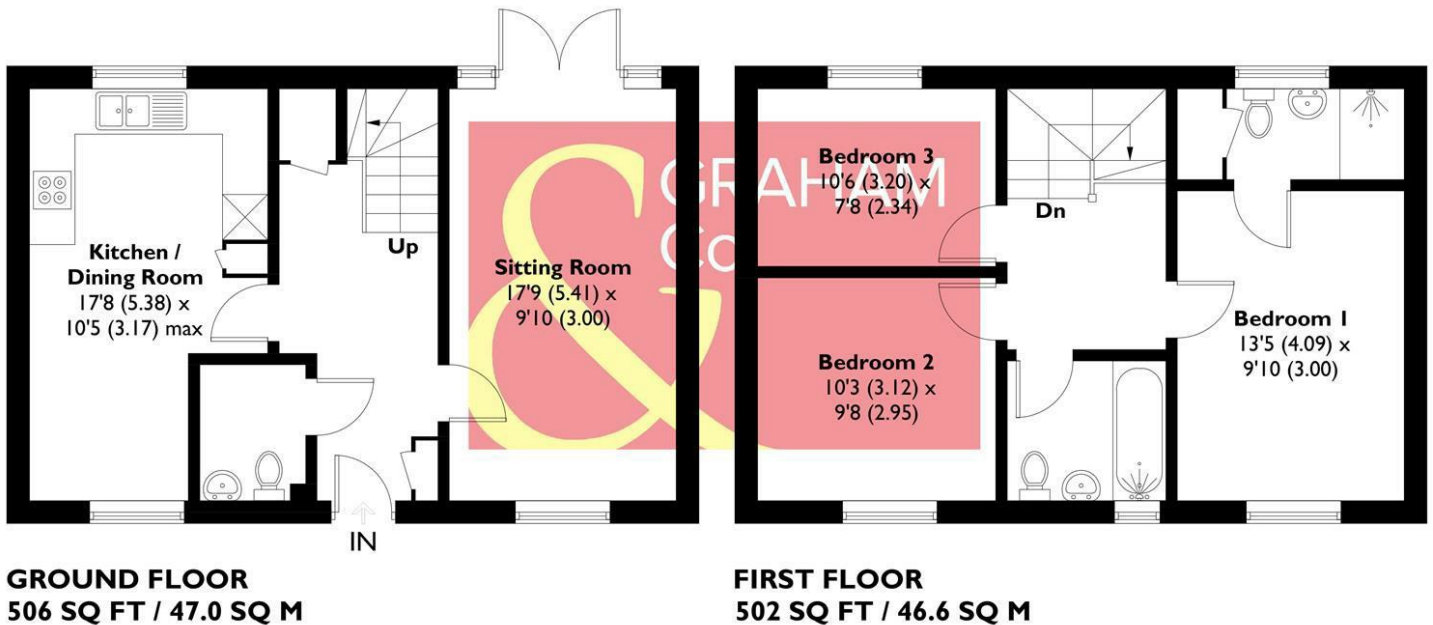 Kitchen /
Dining Room
17'8 (5.38) x
10'5 (3.17) max
Up
Sitting Room
17'9 (5.41) x
9'10 (3.00)
IN
GRAHAM
Co
&
Bedroom 3
10'6 (3.20) x
7'8 (2.34)
Dn
Bedroom 2
10'3 (3.12) x
9'8 (2.95)
Bedroom 1
13'5 (4.09) x
9'10 (3.00)
GROUND FLOOR
506 SQ FT / 47.0 SQ M
FIRST FLOOR
502 SQ FT / 46.6 SQ M